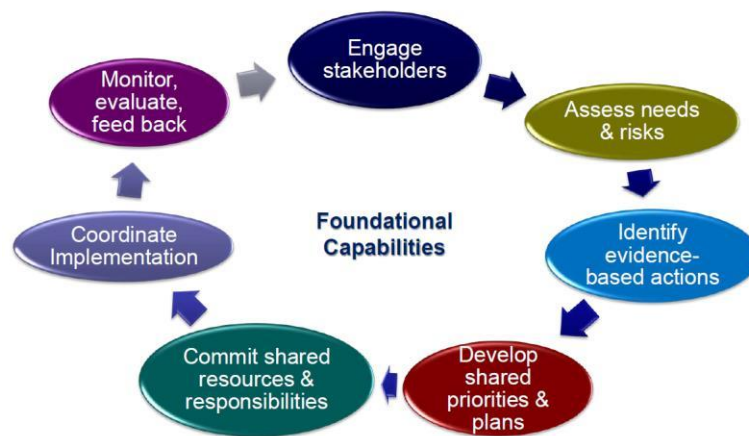 Engage
stakeholders
Assess needs
& risks
Identify
evidence-
based actions
Develop
shared
priorities &
plans
Commit shared
resources &
responsibilities
Coordinate
Implementation
Monitor,
evaluate,
feed back
Foundational
Capabilities